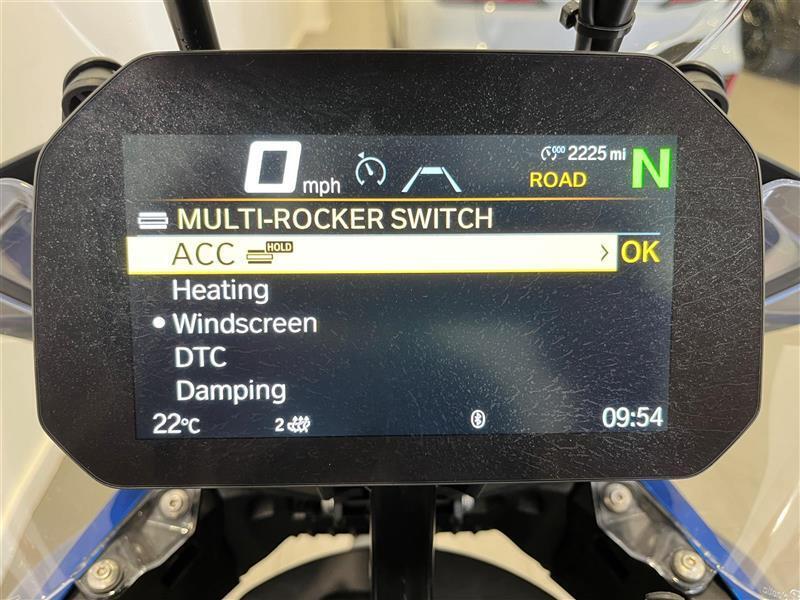 0 mph 000 2225 mi N
ROAD
MULTI-ROCKER SWITCH
ACC HOLD > OK
Heating
• Windscreen
DTC
Damping
22°C 2 09:54